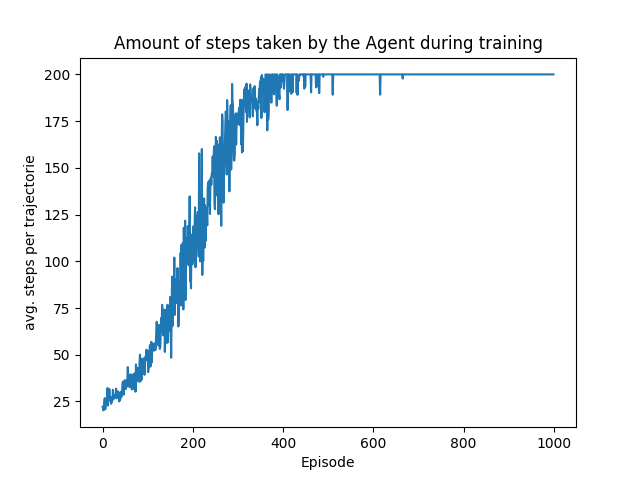 Amount of steps taken by the Agent during training
avg. steps per trajectorie
200
175
150
125
100
75
50
25
0 200 400 600 800 1000
Episode